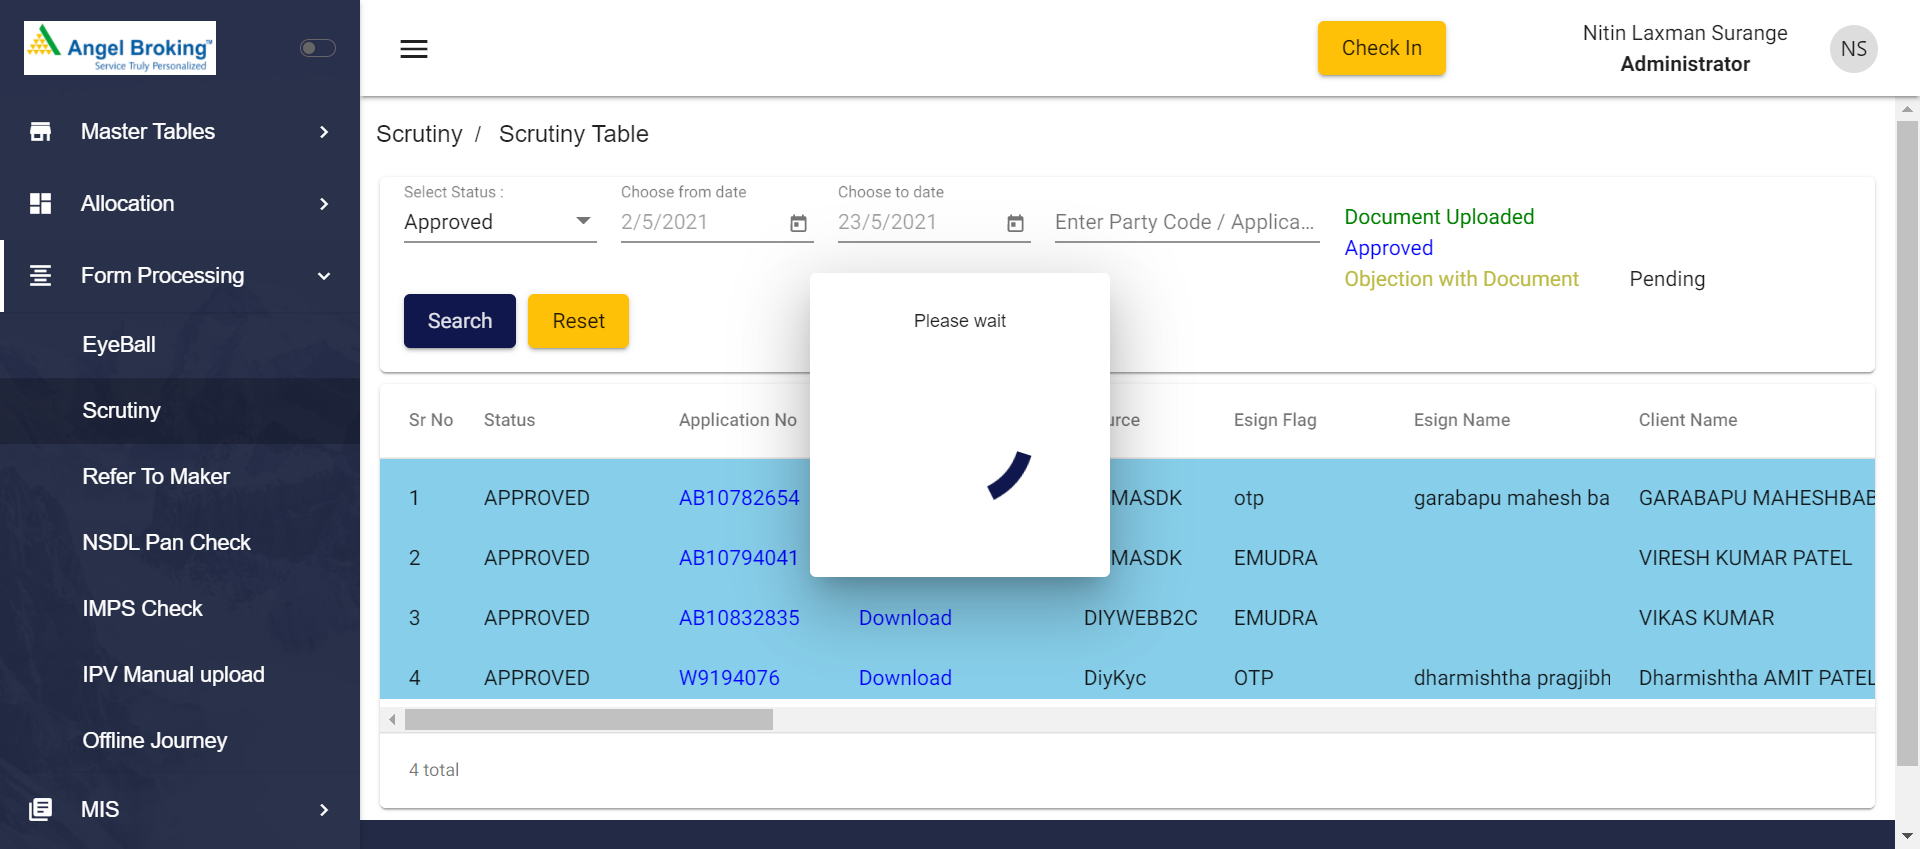 Angel Broking™
Service Truly Personalized
Check In
Nitin Laxman Surange
Administrator
NS
Master Tables
Allocation
Form Processing
EyeBall
Scrutiny
Refer To Maker
NSDL Pan Check
IMPS Check
IPV Manual upload
Offline Journey
MIS
Scrutiny / Scrutiny Table
Select Status :
Approved
Choose from date
2/5/2021
Choose to date
23/5/2021
Enter Party Code / Applica...
Document Uploaded
Approved
Objection with Document Pending
Search Reset
Please wait
Sr No Status Application No Esign Flag Esign Name Client Name
1 APPROVED AB10782654 MASDK otp garabapu mahesh ba GARABAPU MAHESHBAB
2 APPROVED AB10794041 MASDK EMUDRA VIRESH KUMAR PATEL
3 APPROVED AB10832835 Download DIYWEBB2C EMUDRA VIKAS KUMAR
4 APPROVED W9194076 Download DiyKyc OTP dharmishtha pragjibh Dharmishtha AMIT PATEL
4 total